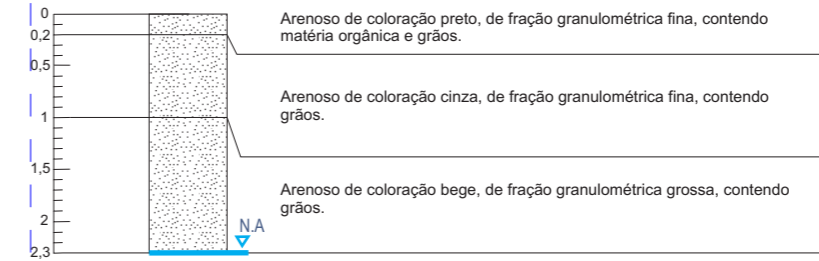 0
Arenoso de coloração preto, de fração granulométrica fina, contendo
matéria orgânica e grãos.
0,2
0,5
Arenoso de coloração cinza, de fração granulométrica fina, contendo
grãos.
1
1,5
Arenoso de coloração bege, de fração granulométrica grossa, contendo
grãos.
2
N.A
2,3